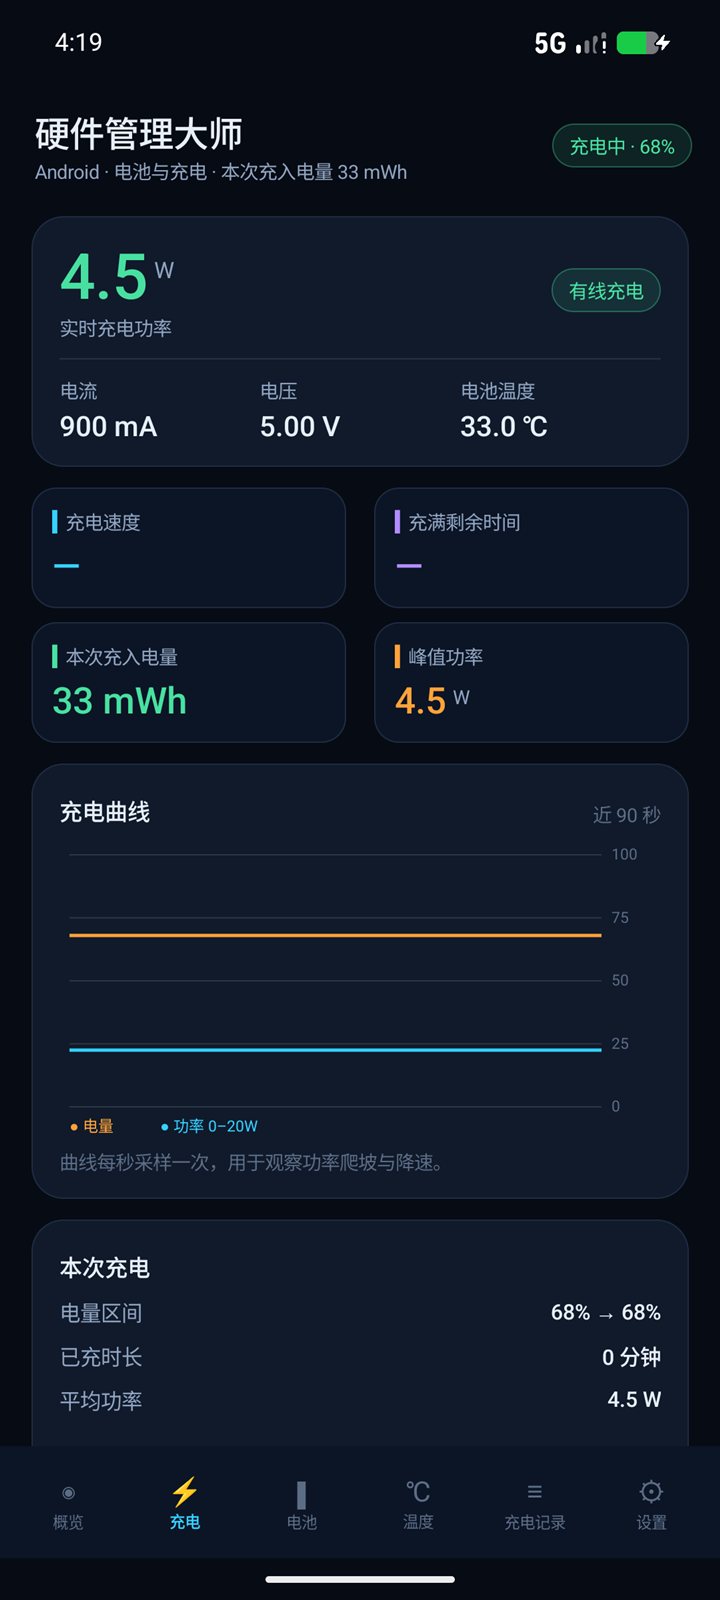 4:19
5G
硬件管理大师
Android · 电池与充电 · 本次充入电量 33 mWh
充电中 · 68%
4.5 W
实时充电功率
有线充电
电流 电压 电池温度
900 mA 5.00 V 33.0 ℃
充电速度
—
充满剩余时间
—
本次充入电量
33 mWh
峰值功率
4.5 W
充电曲线
近 90 秒
100
75
50
25
0
● 电量 ● 功率 0–20W
曲线每秒采样一次，用于观察功率爬坡与降速。
本次充电
电量区间 68% → 68%
已充时长 0 分钟
平均功率 4.5 W
℃
概览 充电 电池 温度 充电记录 设置